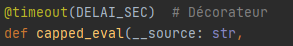 @timeout(DELAI_SEC)  # Décorateur
def capped_eval(__source: str,